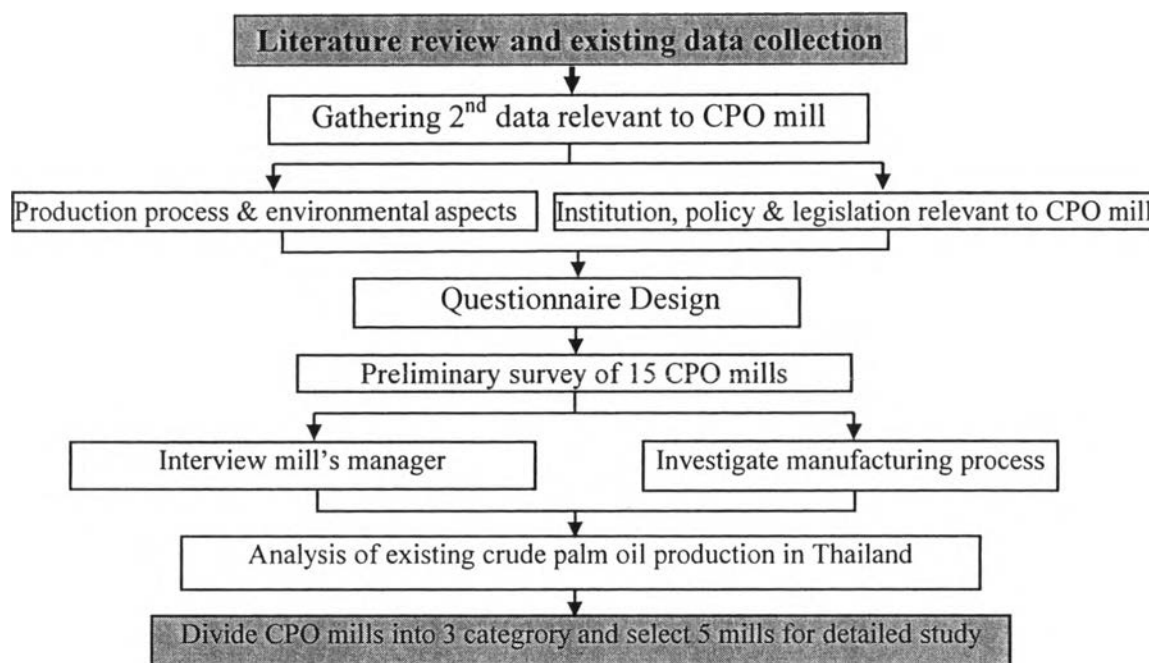 Literature review and existing data collection
Gathering 2nd data relevant to CPO mill
Production process & environmental aspects
Institution, policy & legislation relevant to CPO mill
Questionnaire Design
Preliminary survey of 15 CPO mills
Interview mill's manager
Investigate manufacturing process
Analysis of existing crude palm oil production in Thailand
Divide CPO mills into 3 categrory and select 5 mills for detailed study